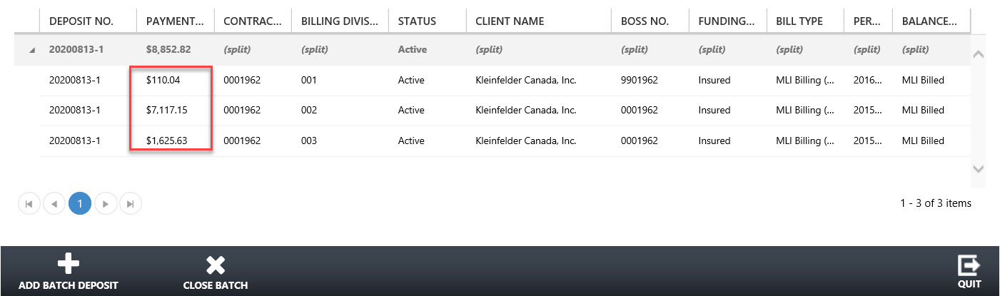 DEPOSIT NO. PAYMENT... CONTRAC... BILLING DIVIS... STATUS CLIENT NAME BOSS NO. FUNDING... BILL TYPE PER... BALANCE...
20200813-1 $8,852.82 (split) (split) Active (split) (split) (split) (split) (split) (split)
20200813-1 $110.04 0001962 001 Active Kleinfelder Canada, Inc. 9901962 Insured MLI Billing (... 2016... MLI Billed
20200813-1 $7,117.15 0001962 002 Active Kleinfelder Canada, Inc. 0001962 Insured MLI Billing (... 2015... MLI Billed
20200813-1 $1,625.63 0001962 003 Active Kleinfelder Canada, Inc. 0001962 Insured MLI Billing (... 2015... MLI Billed
1 1 - 3 of 3 items
ADD BATCH DEPOSIT CLOSE BATCH QUIT